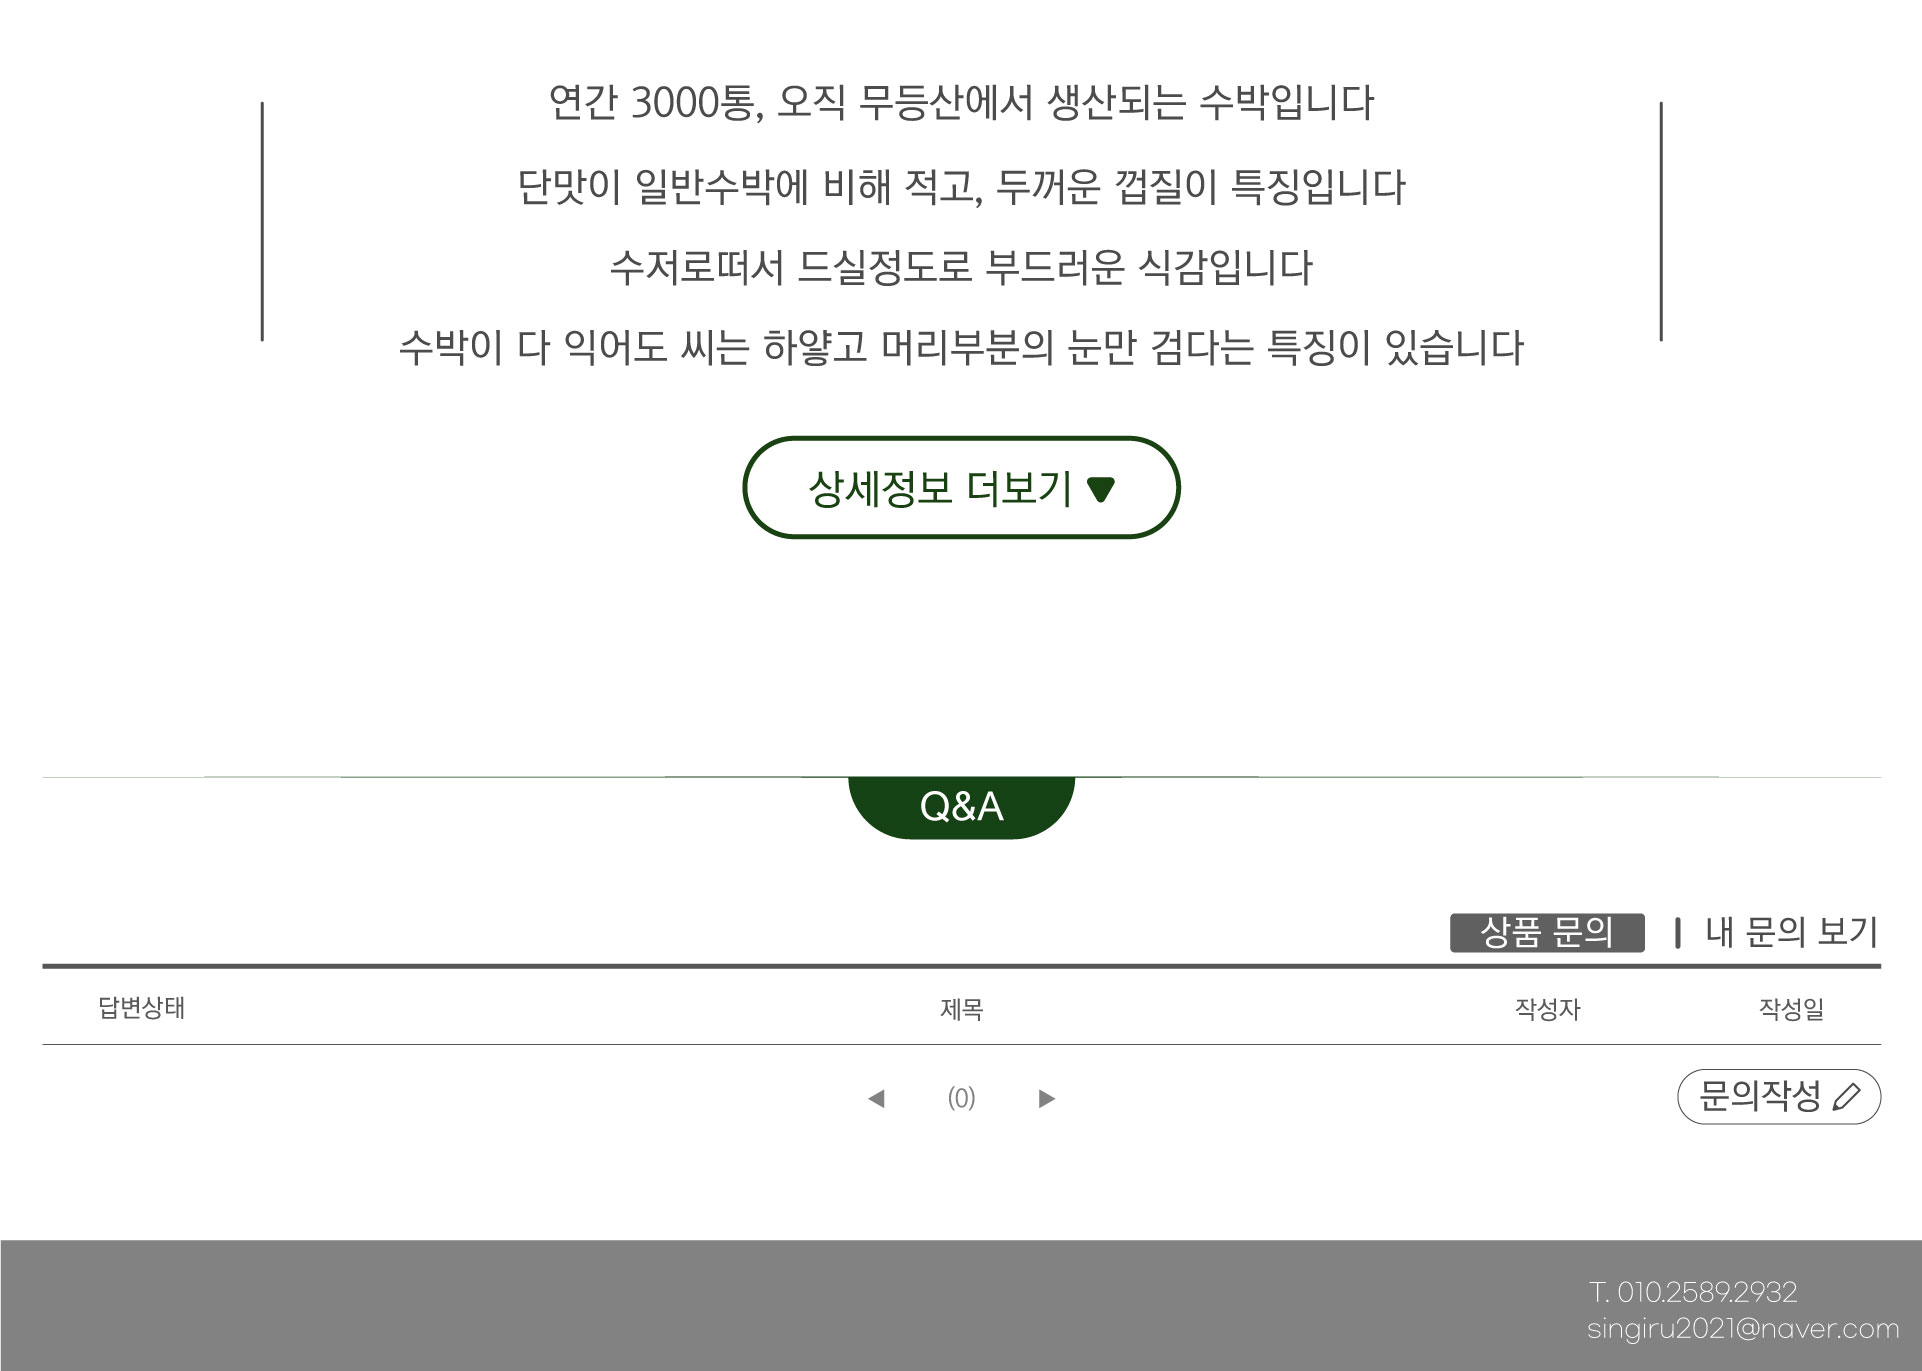 연간 3000통, 오직 무등산에서 생산되는 수박입니다
단맛이 일반수박에 비해 적고, 두꺼운 껍질이 특징입니다
수저로떠서 드실정도로 부드러운 식감입니다
수박이 다 익어도 씨는 하얗고 머리부분의 눈만 검다는 특징이 있습니다
상세정보 더보기 ▼
Q&A
상품 문의 | 내 문의 보기
답변상태 제목 작성자 작성일
◀ (0) ▶ 문의작성
T. 010.2589.2932
singiru2021@naver.com